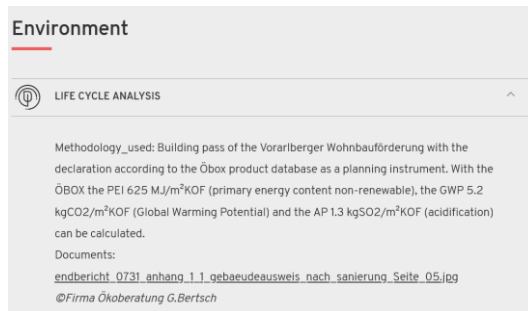 Environment
LIFE CYCLE ANALYSIS
Methodology_used: Building pass of the Vorarlberger Wohnbauförderung with the
declaration according to the Öbox product database as a planning instrument. With the
ÖBOX the PEI 625 MJ/m²KOF (primary energy content non-renewable), the GWP 5.2
kgCO2/m²KOF (Global Warming Potential) and the AP 1.3 kgSO2/m²KOF (acidification)
can be calculated.
Documents:
endbericht_0731_anhang_1_1_gebaeudeausweis_nach_sanierung_Seite_05.jpg
©Firma Ökoberatung G.Bertsch